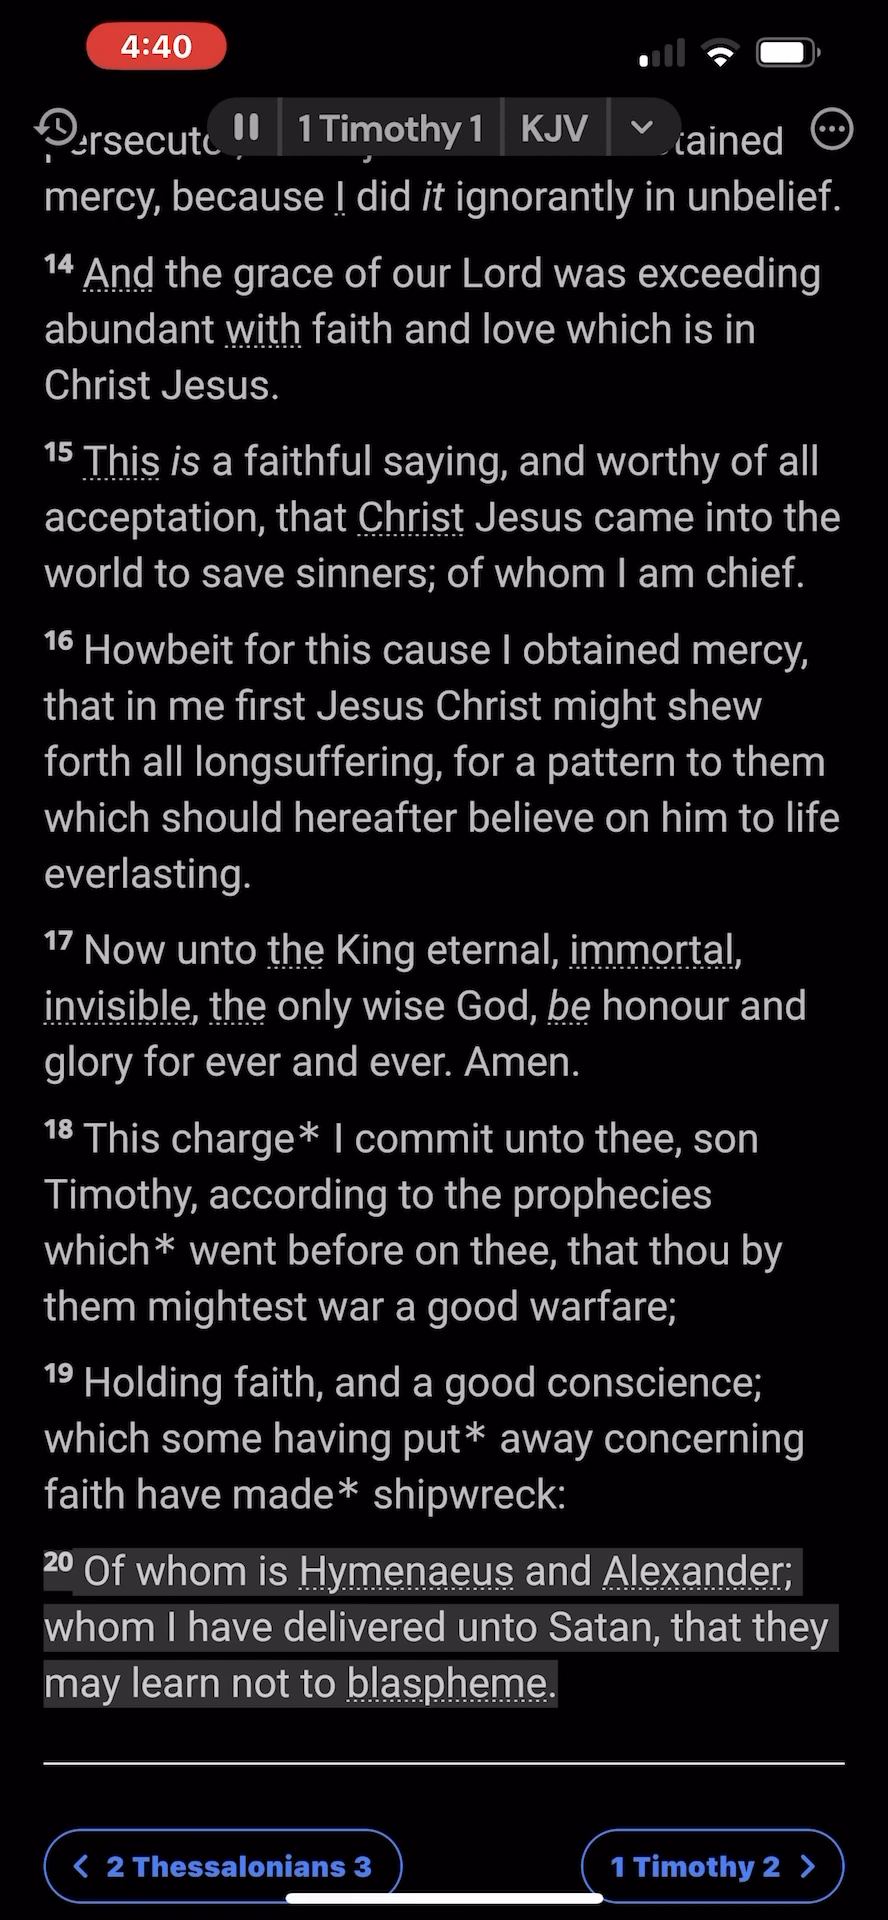 4:40
1 Timothy 1 KJV
tained
mercy, because I did it ignorantly in unbelief.
14 And the grace of our Lord was exceeding
abundant with faith and love which is in
Christ Jesus.
15 This is a faithful saying, and worthy of all
acceptation, that Christ Jesus came into the
world to save sinners; of whom I am chief.
16 Howbeit for this cause I obtained mercy,
that in me first Jesus Christ might shew
forth all longsuffering, for a pattern to them
which should hereafter believe on him to life
everlasting.
17 Now unto the King eternal, immortal,
invisible, the only wise God, be honour and
glory for ever and ever. Amen.
18 This charge* I commit unto thee, son
Timothy, according to the prophecies
which* went before on thee, that thou by
them mightest war a good warfare;
19 Holding faith, and a good conscience;
which some having put* away concerning
faith have made* shipwreck:
20 Of whom is Hymenaeus and Alexander;
whom I have delivered unto Satan, that they
may learn not to blaspheme.
2 Thessalonians 3
1 Timothy 2